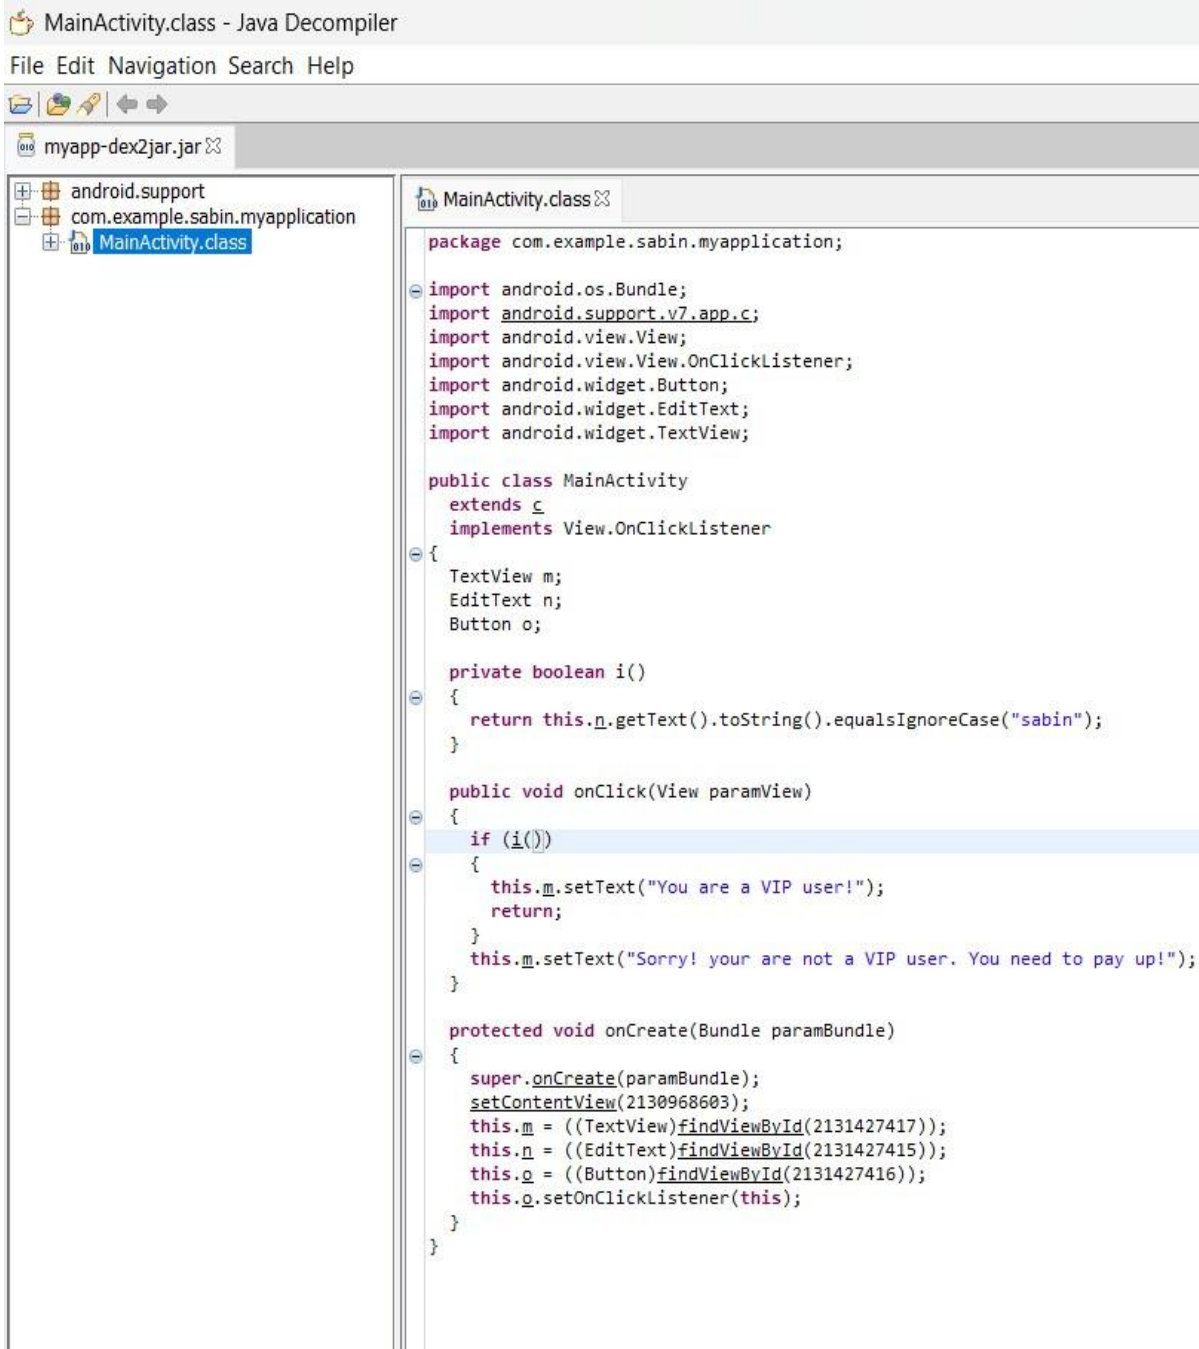 MainActivity.class - Java Decompiler
File Edit Navigation Search Help
myapp-dex2jar.jar
android.support
com.example.sabin.myapplication
MainActivity.class
MainActivity.class
package com.example.sabin.myapplication;
import android.os.Bundle;
import android.support.v7.app.c;
import android.view.View;
import android.view.View.OnClickListener;
import android.widget.Button;
import android.widget.EditText;
import android.widget.TextView;
public class MainActivity
extends c
implements View.OnClickListener
{
TextView m;
EditText n;
Button o;
private boolean i()
{
return this.n.getText().toString().equalsIgnoreCase("sabin");
}
public void onClick(View paramView)
{
if (i())
{
this.m.setText("You are a VIP user!");
return;
}
this.m.setText("Sorry! your are not a VIP user. You need to pay up!");
}
protected void onCreate(Bundle paramBundle)
{
super.onCreate(paramBundle);
setContentView(2130968603);
this.m = ((TextView)findViewById(2131427417));
this.n = ((EditText)findViewById(2131427415));
this.o = ((Button)findViewById(2131427416));
this.o.setOnClickListener(this);
}
}